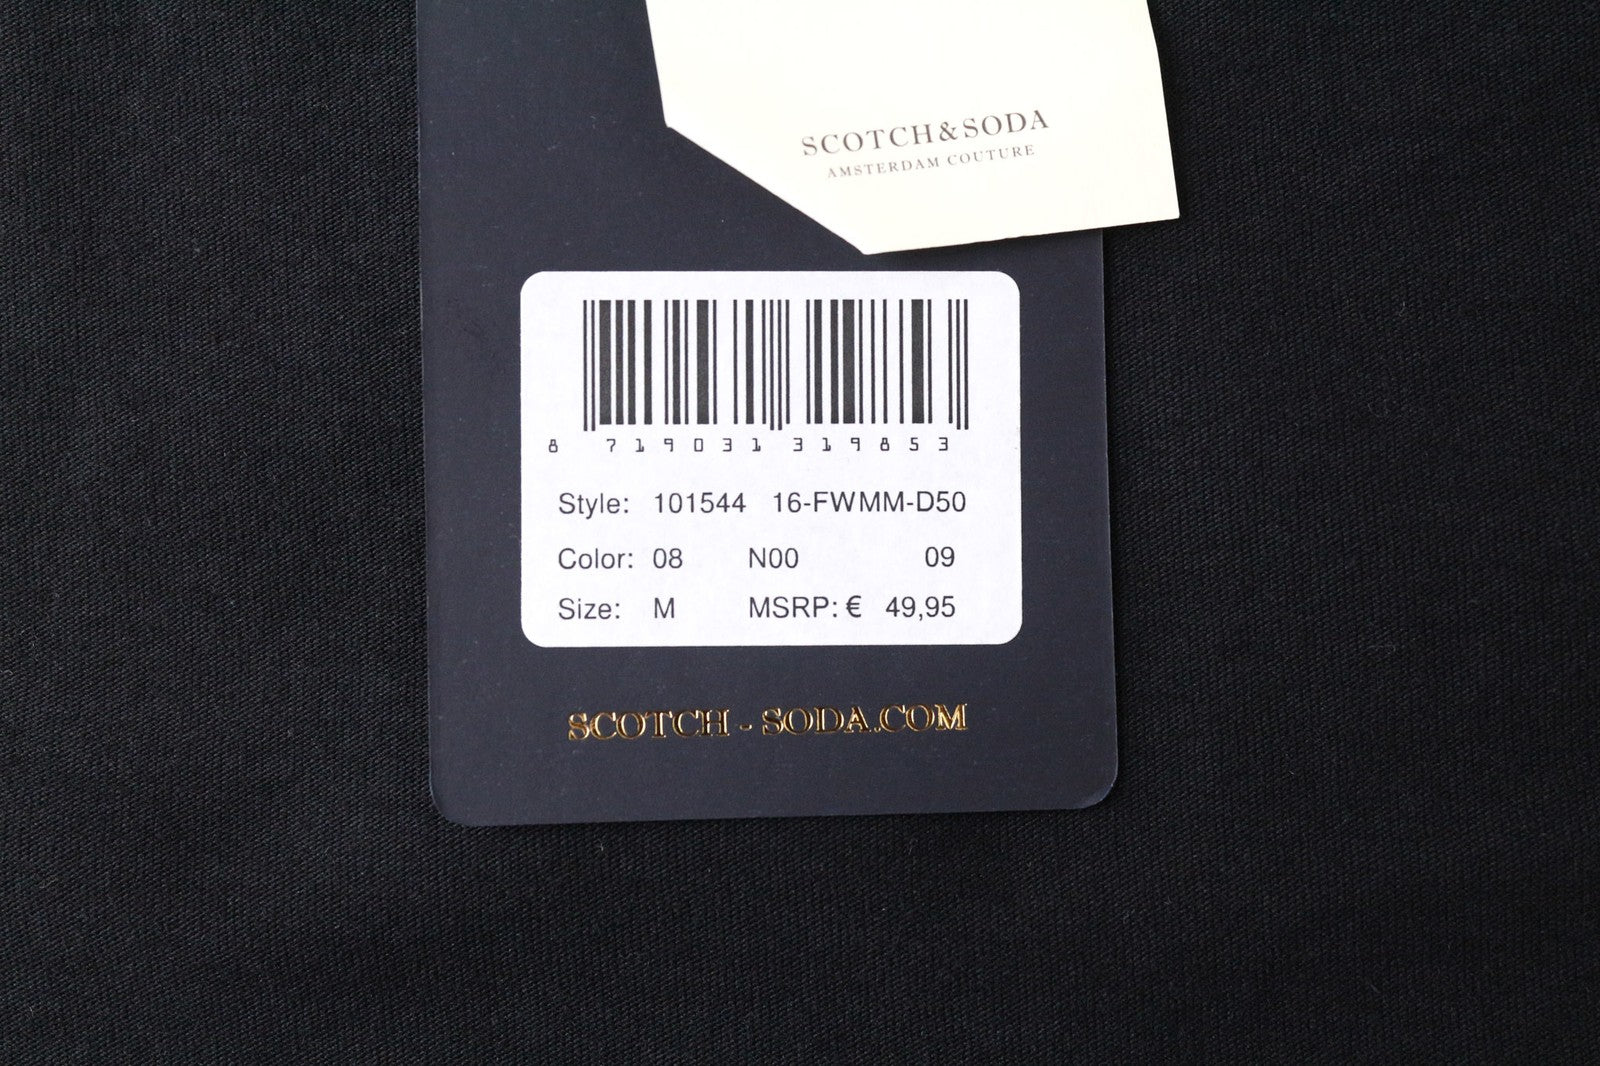 SCOTCH&SODA
AMSTERDAM COUTURE
8 719031 319853
Style: 101544 16-FWMM-D50
Color: 08 N00 09
Size: M MSRP: € 49,95
SCOTCH - SODA.COM